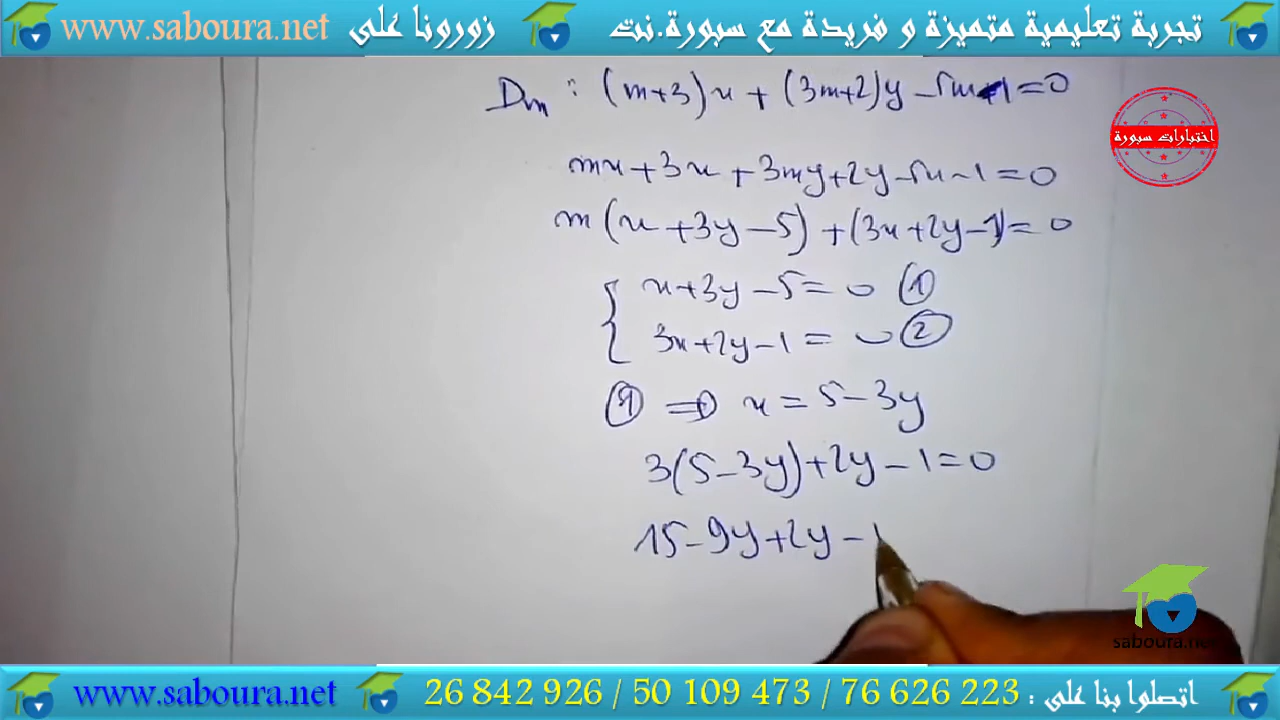 تجربة تعليمية متميزة و فريدة مع سبورة.نت زورونا على www.saboura.net
Dm : (m+3)x + (3m+2)y - 5m - 1 = 0
اختبارات سبورة
mx + 3x + 3my + 2y - 5m - 1 = 0
m(x + 3y - 5) + (3x + 2y - 1) = 0
x + 3y - 5 = 0 ①
3x + 2y - 1 = 0 ②
① ⇒ x = 5 - 3y
3(5 - 3y) + 2y - 1 = 0
15 - 9y + 2y - 1
saboura.net
www.saboura.net اتصلوا بنا على : 26 842 926 / 50 109 473 / 76 626 223